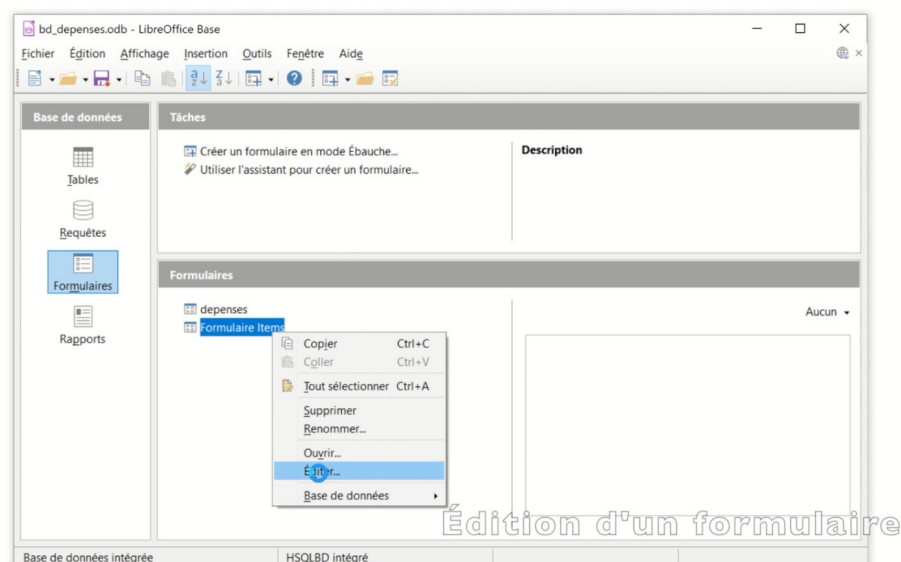 bd_depenses.odb - LibreOffice Base
Fichier Édition Affichage Insertion Outils Fenêtre Aide
Base de données
Tables
Requêtes
Formulaires
Rapports
Tâches
Créer un formulaire en mode Ébauche...
Utiliser l'assistant pour créer un formulaire...
Description
Formulaires
depenses
Formulaire Items
Aucun
Copier Ctrl+C
Coller Ctrl+V
Tout sélectionner Ctrl+A
Supprimer
Renommer...
Ouvrir...
Éditer...
Base de données
Édition d'un formulaire
Base de données intégrée HSQLBD intégré